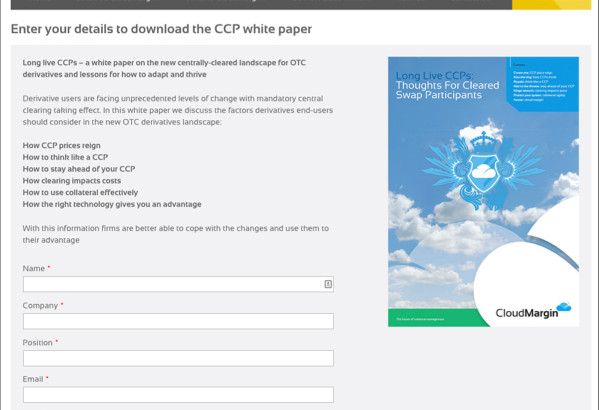 Enter your details to download the CCP white paper
Long live CCPs – a white paper on the new centrally-cleared landscape for OTC
derivatives and lessons for how to adapt and thrive
Derivative users are facing unprecedented levels of change with mandatory central
clearing taking effect. In this white paper we discuss the factors derivatives end-users
should consider in the new OTC derivatives landscape:
How CCP prices reign
How to think like a CCP
How to stay ahead of your CCP
How clearing impacts costs
How to use collateral effectively
How the right technology gives you an advantage
With this information firms are better able to cope with the changes and use them to
their advantage
Name *
Company *
Position *
Email *
Long Live CCPs:
Thoughts For Cleared
Swap Participants
CloudMargin